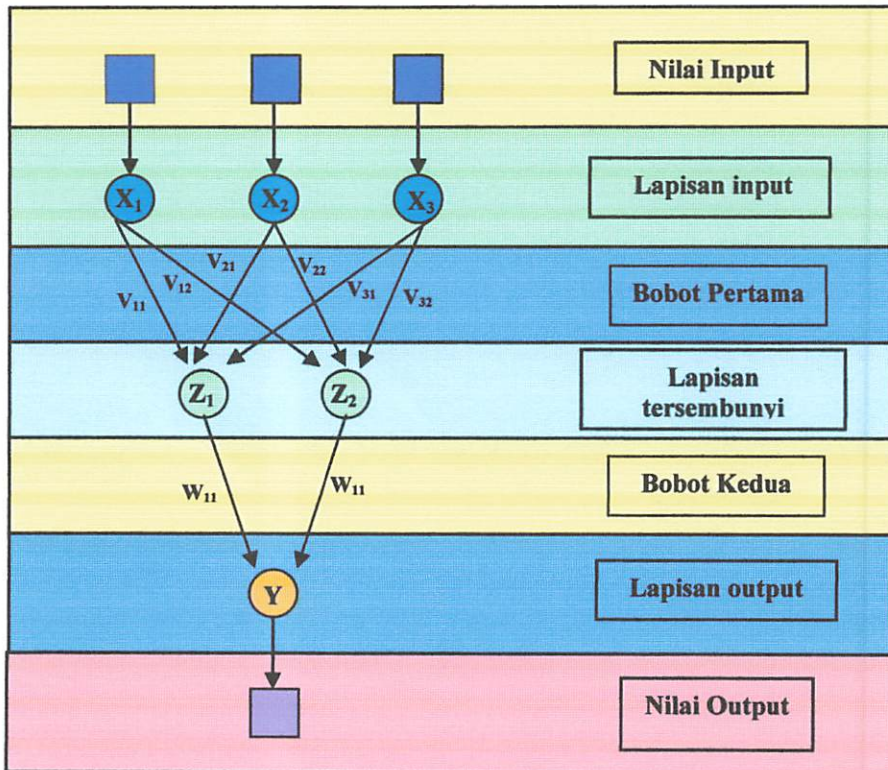 Nilai Input
X₁ X₂ X₃
Lapisan input
V₁₁ V₁₂ V₂₁ V₂₂ V₃₁ V₃₂
Bobot Pertama
Z₁ Z₂
Lapisan
tersembunyi
W₁₁ W₁₁
Bobot Kedua
Y
Lapisan output
Nilai Output